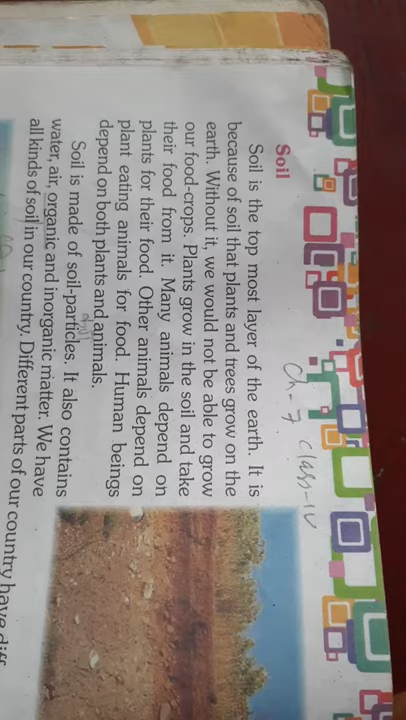 Ch - 7 class - IV
Soil
Soil is the top most layer of the earth. It is
because of soil that plants and trees grow on the
earth. Without it, we would not be able to grow
our food-crops. Plants grow in the soil and take
their food from it. Many animals depend on
plants for their food. Other animals depend on
plant eating animals for food. Human beings
depend on both plants and animals.
Soil is made of soil-particles. It also contains
water, air, organic and inorganic matter. We have
all kinds of soil in our country. Different parts of our country have diff